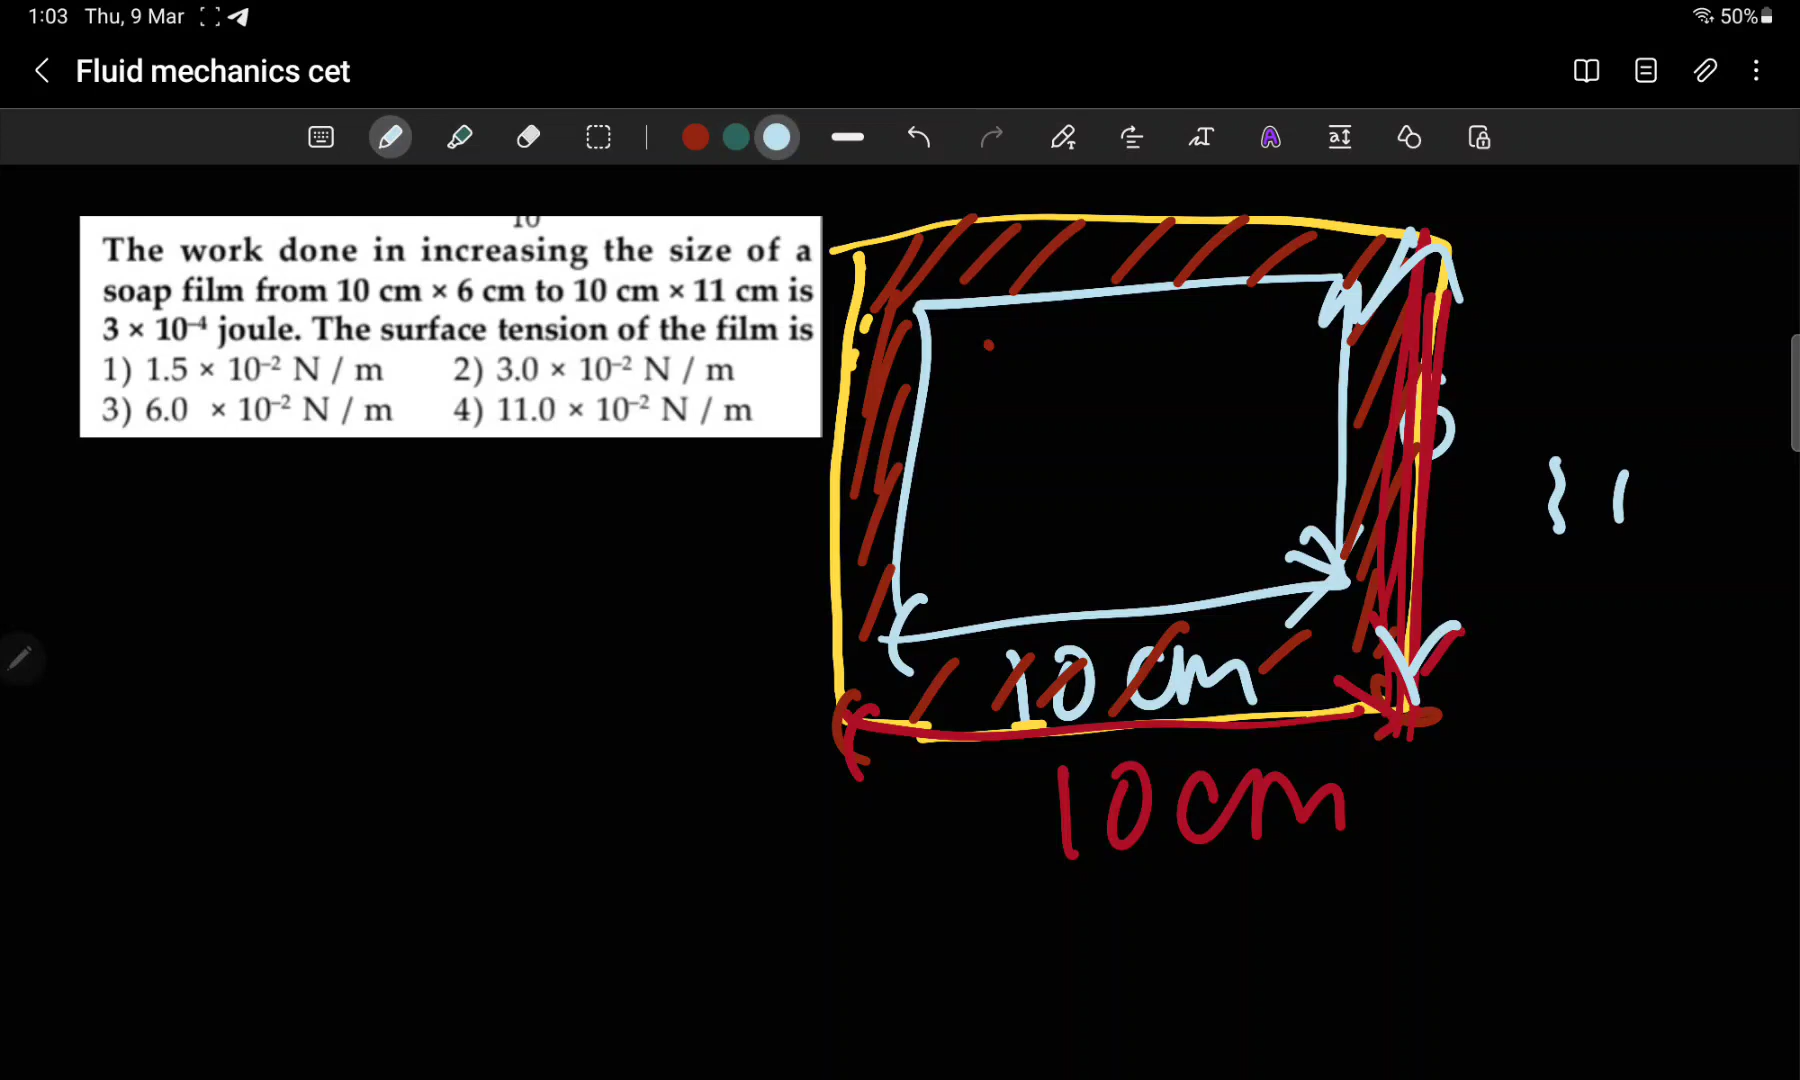 1:03 Thu, 9 Mar 50%
Fluid mechanics cet
10
The work done in increasing the size of a
soap film from 10 cm × 6 cm to 10 cm × 11 cm is
3 × 10⁻⁴ joule. The surface tension of the film is
1) 1.5 × 10⁻² N / m 2) 3.0 × 10⁻² N / m
3) 6.0 × 10⁻² N / m 4) 11.0 × 10⁻² N / m
10 cm
10 cm